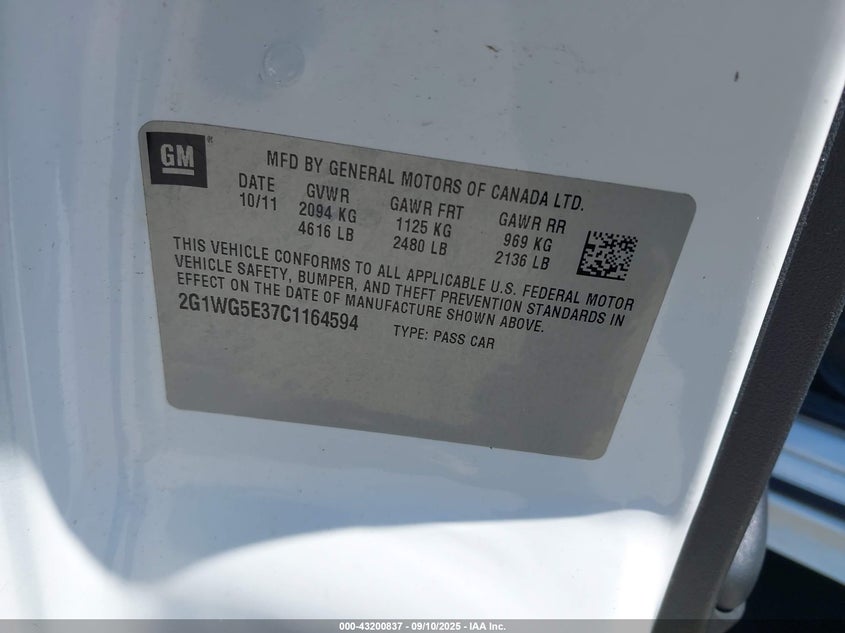 GM
MFD BY GENERAL MOTORS OF CANADA LTD.
DATE GVWR GAWR FRT GAWR RR
10/11 2094 KG 1125 KG 969 KG
4616 LB 2480 LB 2136 LB
THIS VEHICLE CONFORMS TO ALL APPLICABLE U.S. FEDERAL MOTOR
VEHICLE SAFETY, BUMPER, AND THEFT PREVENTION STANDARDS IN
EFFECT ON THE DATE OF MANUFACTURE SHOWN ABOVE.
2G1WG5E37C1164594 TYPE: PASS CAR
000-43200837 - 09/10/2025 - IAA Inc.